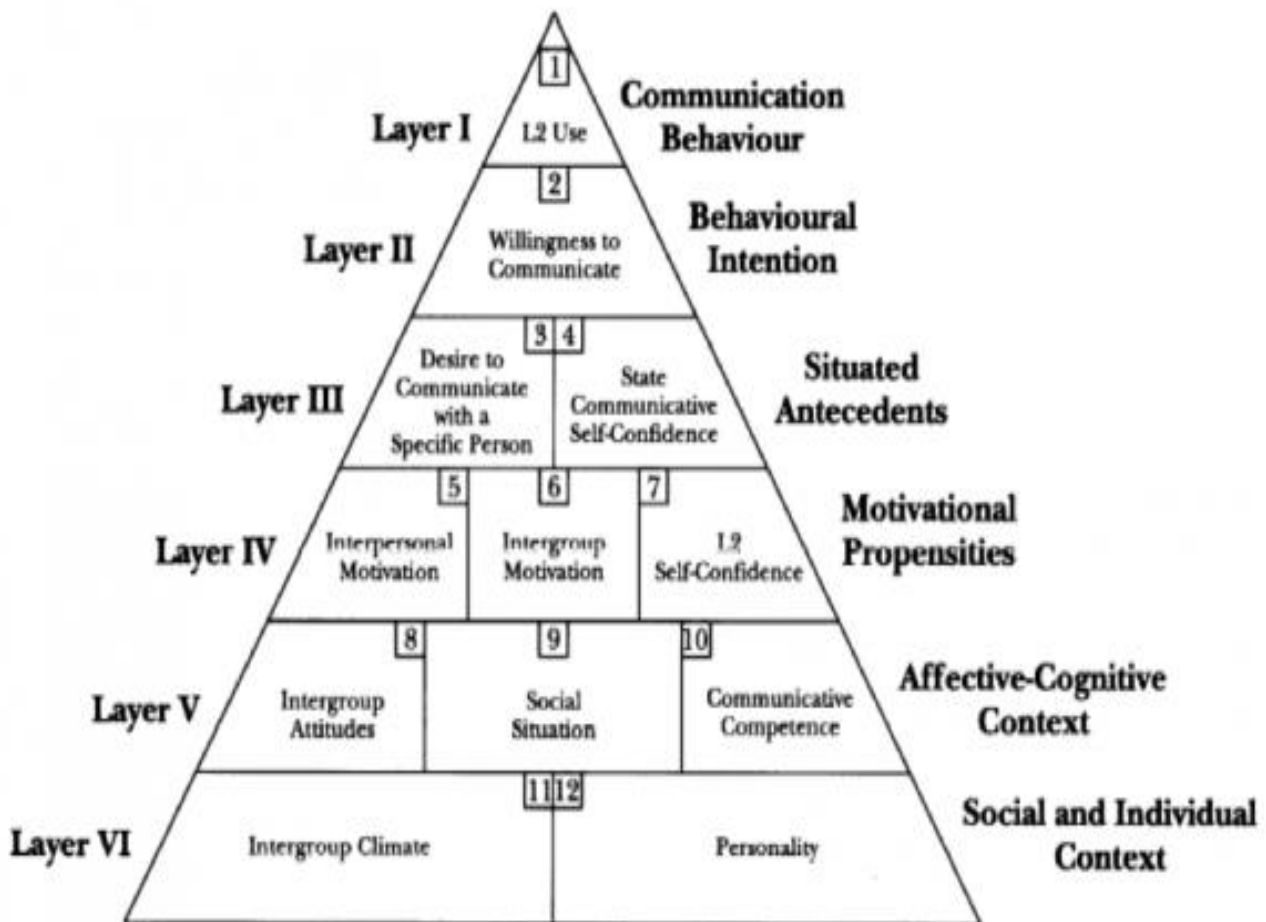 1
Layer I
L2 Use
Communication
Behaviour
2
Layer II
Willingness to
Communicate
Behavioural
Intention
3 4
Layer III
Desire to
Communicate
with a
Specific Person
State
Communicative
Self-Confidence
Situated
Antecedents
5 6 7
Layer IV
Interpersonal
Motivation
Intergroup
Motivation
L2
Self-Confidence
Motivational
Propensities
8 9 10
Layer V
Intergroup
Attitudes
Social
Situation
Communicative
Competence
Affective-Cognitive
Context
11 12
Layer VI
Intergroup Climate
Personality
Social and Individual
Context